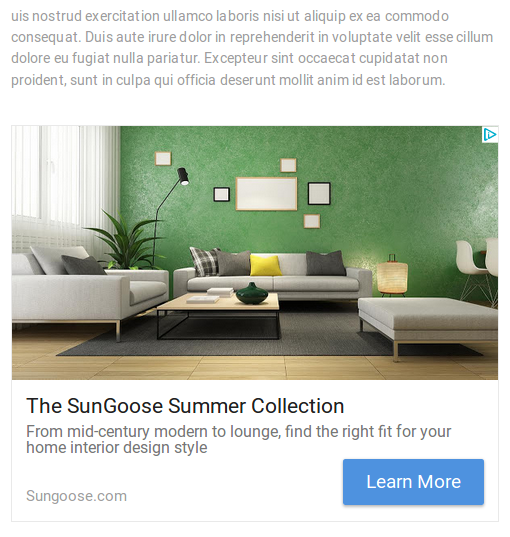 uis nostrud exercitation ullamco laboris nisi ut aliquip ex ea commodo
consequat. Duis aute irure dolor in reprehenderit in voluptate velit esse cillum
dolore eu fugiat nulla pariatur. Excepteur sint occaecat cupidatat non
proident, sunt in culpa qui officia deserunt mollit anim id est laborum.
The SunGoose Summer Collection
From mid-century modern to lounge, find the right fit for your
home interior design style
Sungoose.com
Learn More